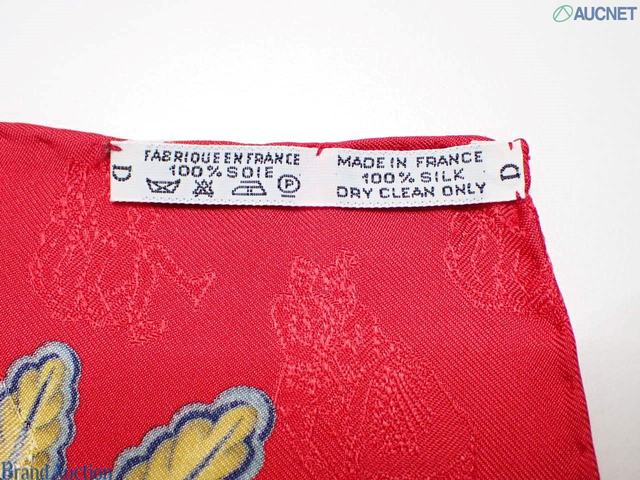 AUCNET
FABRIQUE EN FRANCE
100% SOIE
MADE IN FRANCE
100% SILK
DRY CLEAN ONLY
D
D
P
Brand Auction